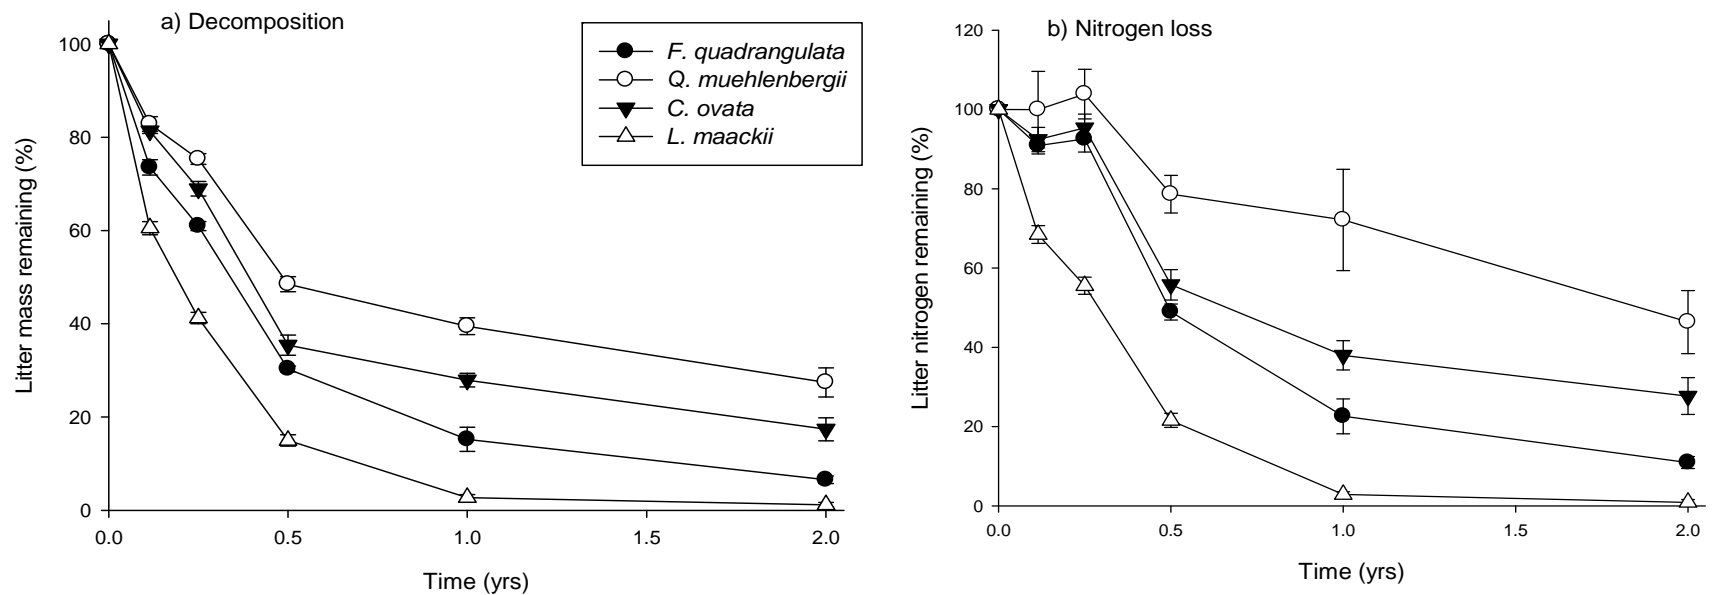 a) Decomposition
F. quadrangulata
Q. muehlenbergii
C. ovata
L. maackii
Litter mass remaining (%)
100
80
60
40
20
0
0.0 0.5 1.0 1.5 2.0
Time (yrs)
b) Nitrogen loss
Litter nitrogen remaining (%)
120
100
80
60
40
20
0
0.0 0.5 1.0 1.5 2.0
Time (yrs)